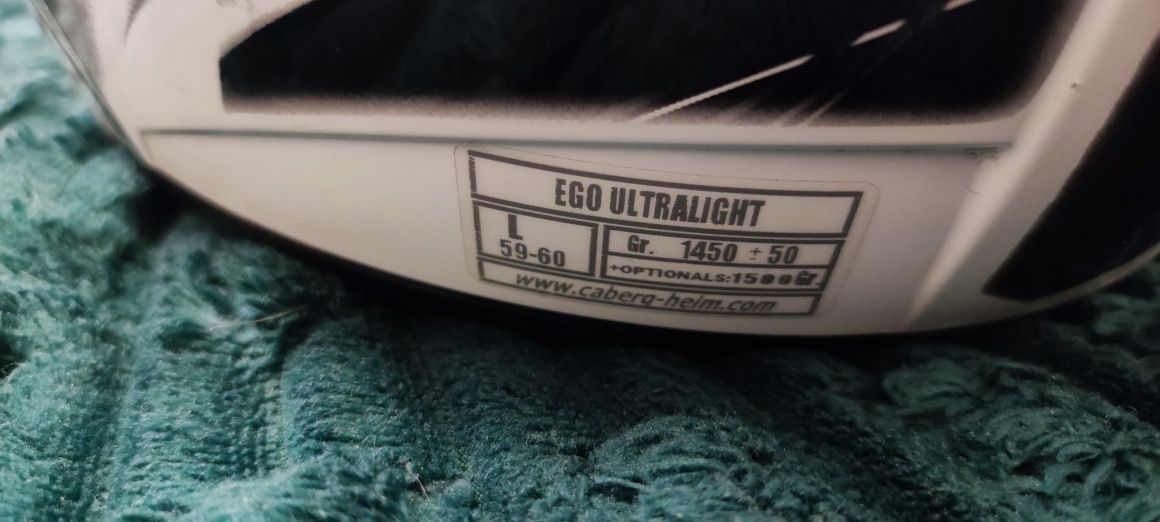 EGO ULTRALIGHT
L
59-60
Gr. 1450 ± 50
+OPTIONALS:1500Gr.
www.caberg-helm.com